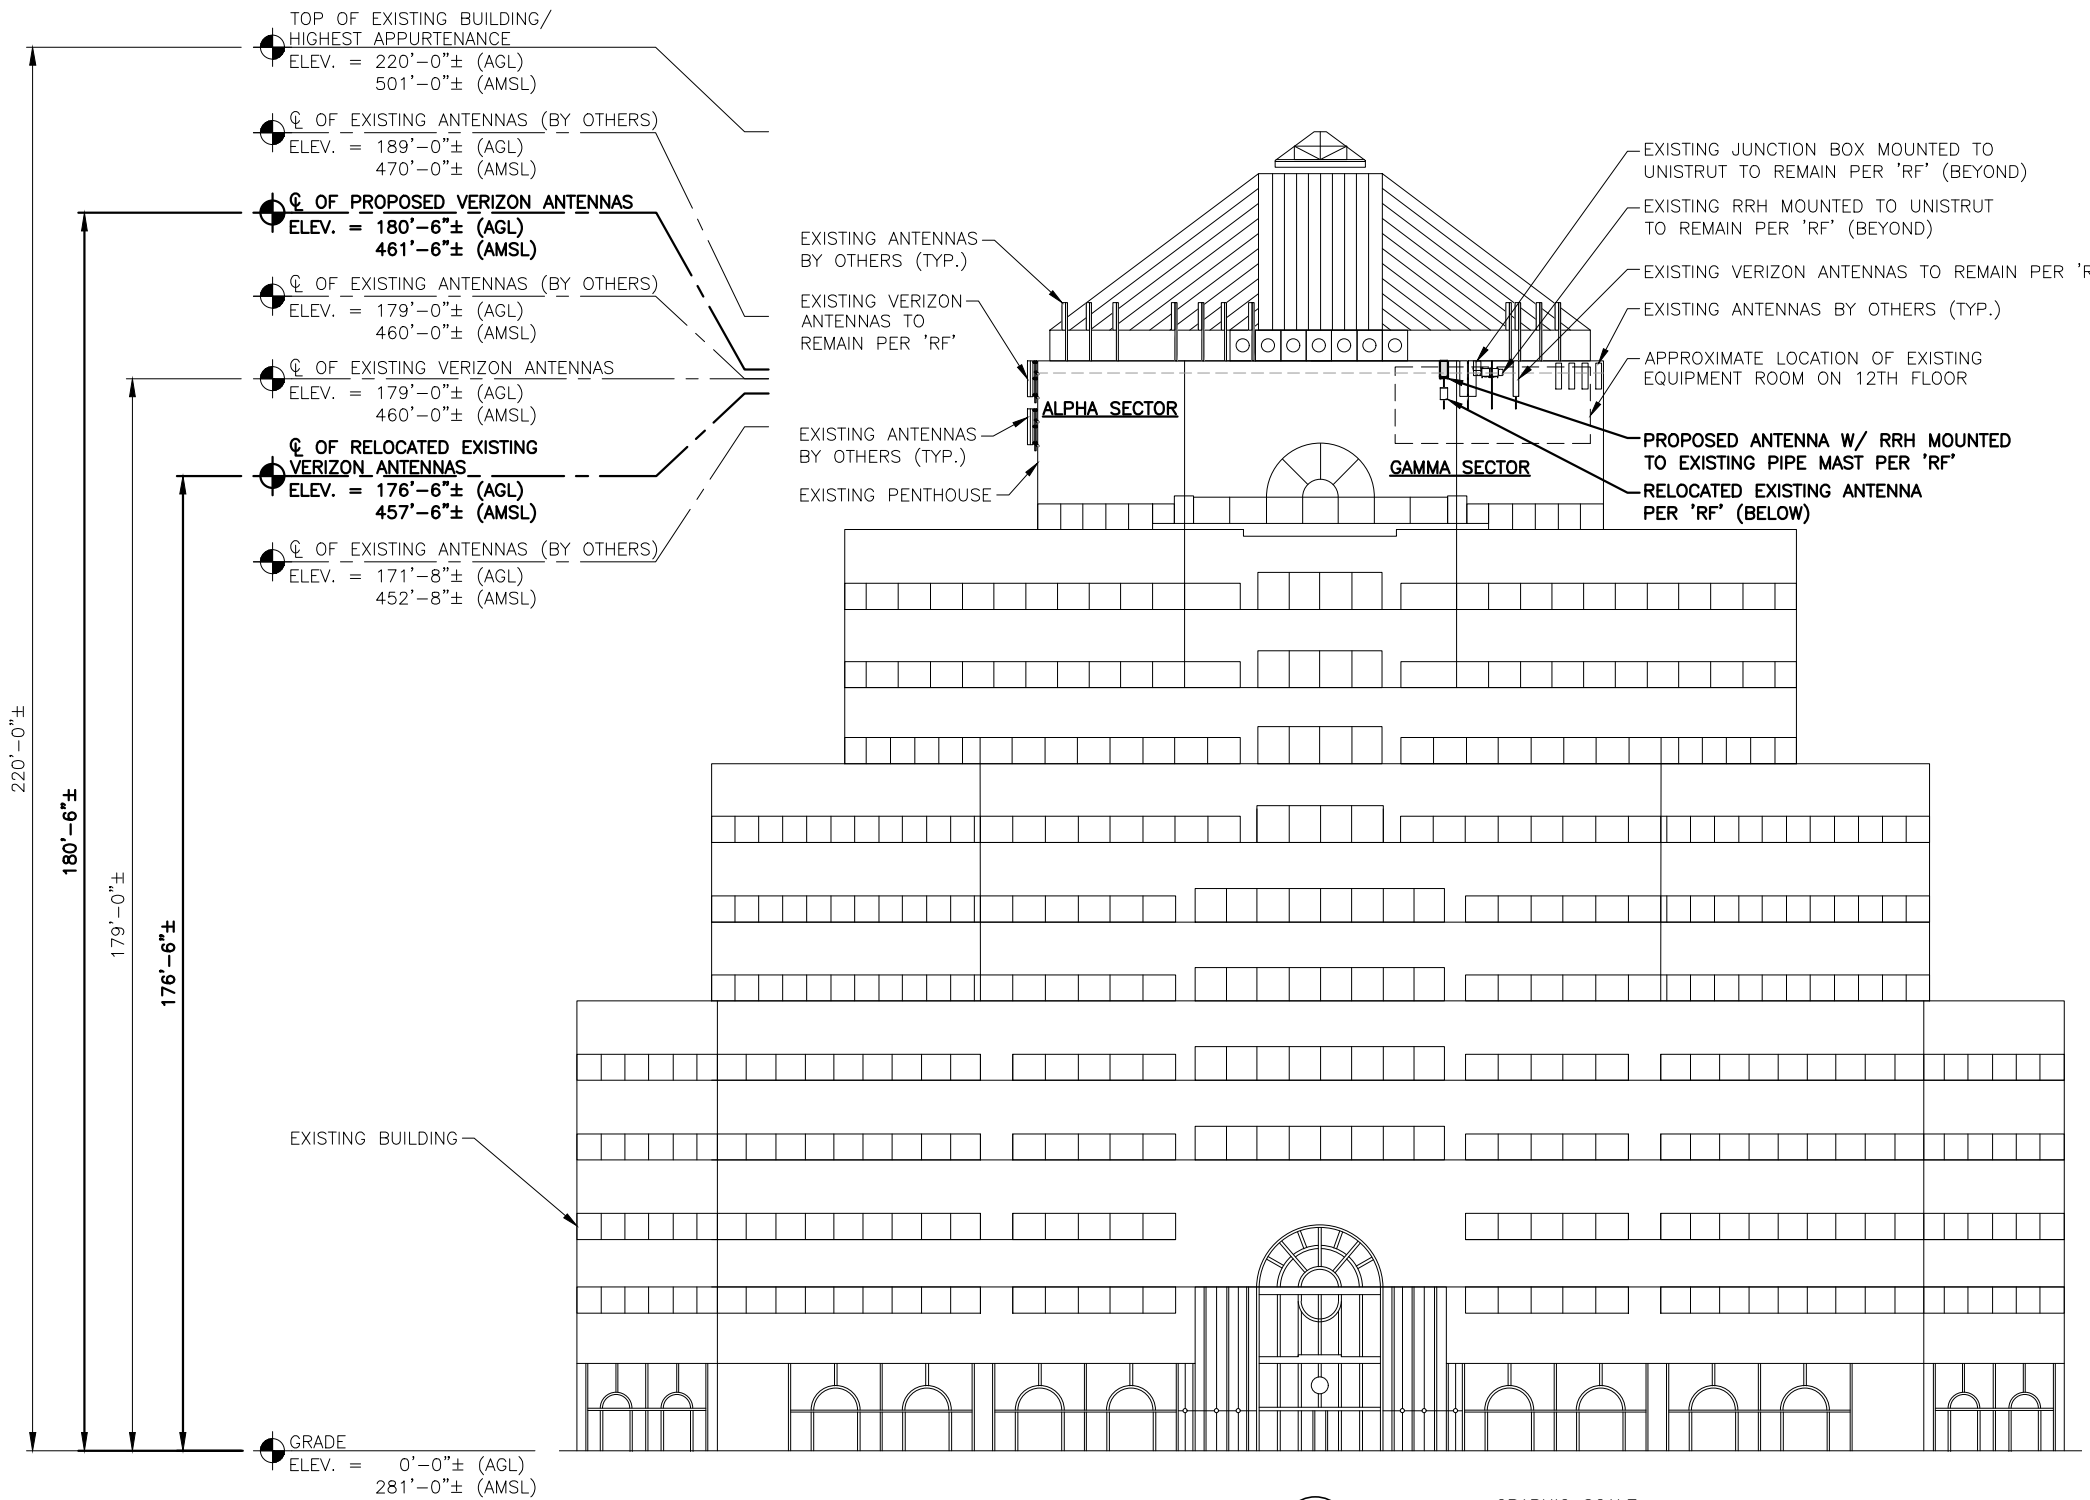 TOP OF EXISTING BUILDING/
HIGHEST APPURTENANCE
ELEV. = 220'-0"± (AGL)
501'-0"± (AMSL)
℄ OF EXISTING ANTENNAS (BY OTHERS)
ELEV. = 189'-0"± (AGL)
470'-0"± (AMSL)
℄ OF PROPOSED VERIZON ANTENNAS
ELEV. = 180'-6"± (AGL)
461'-6"± (AMSL)
℄ OF EXISTING ANTENNAS (BY OTHERS)
ELEV. = 179'-0"± (AGL)
460'-0"± (AMSL)
℄ OF EXISTING VERIZON ANTENNAS
ELEV. = 179'-0"± (AGL)
460'-0"± (AMSL)
℄ OF RELOCATED EXISTING
VERIZON ANTENNAS
ELEV. = 176'-6"± (AGL)
457'-6"± (AMSL)
℄ OF EXISTING ANTENNAS (BY OTHERS)
ELEV. = 171'-8"± (AGL)
452'-8"± (AMSL)
220'-0"±
180'-6"±
179'-0"±
176'-6"±
EXISTING ANTENNAS
BY OTHERS (TYP.)
EXISTING VERIZON
ANTENNAS TO
REMAIN PER 'RF'
EXISTING ANTENNAS
BY OTHERS (TYP.)
EXISTING PENTHOUSE
ALPHA SECTOR
GAMMA SECTOR
EXISTING JUNCTION BOX MOUNTED TO
UNISTRUT TO REMAIN PER 'RF' (BEYOND)
EXISTING RRH MOUNTED TO UNISTRUT
TO REMAIN PER 'RF' (BEYOND)
EXISTING VERIZON ANTENNAS TO REMAIN PER
EXISTING ANTENNAS BY OTHERS (TYP.)
APPROXIMATE LOCATION OF EXISTING
EQUIPMENT ROOM ON 12TH FLOOR
PROPOSED ANTENNA W/ RRH MOUNTED
TO EXISTING PIPE MAST PER 'RF'
RELOCATED EXISTING ANTENNA
PER 'RF' (BELOW)
EXISTING BUILDING
GRADE
ELEV. = 0'-0"± (AGL)
281'-0"± (AMSL)